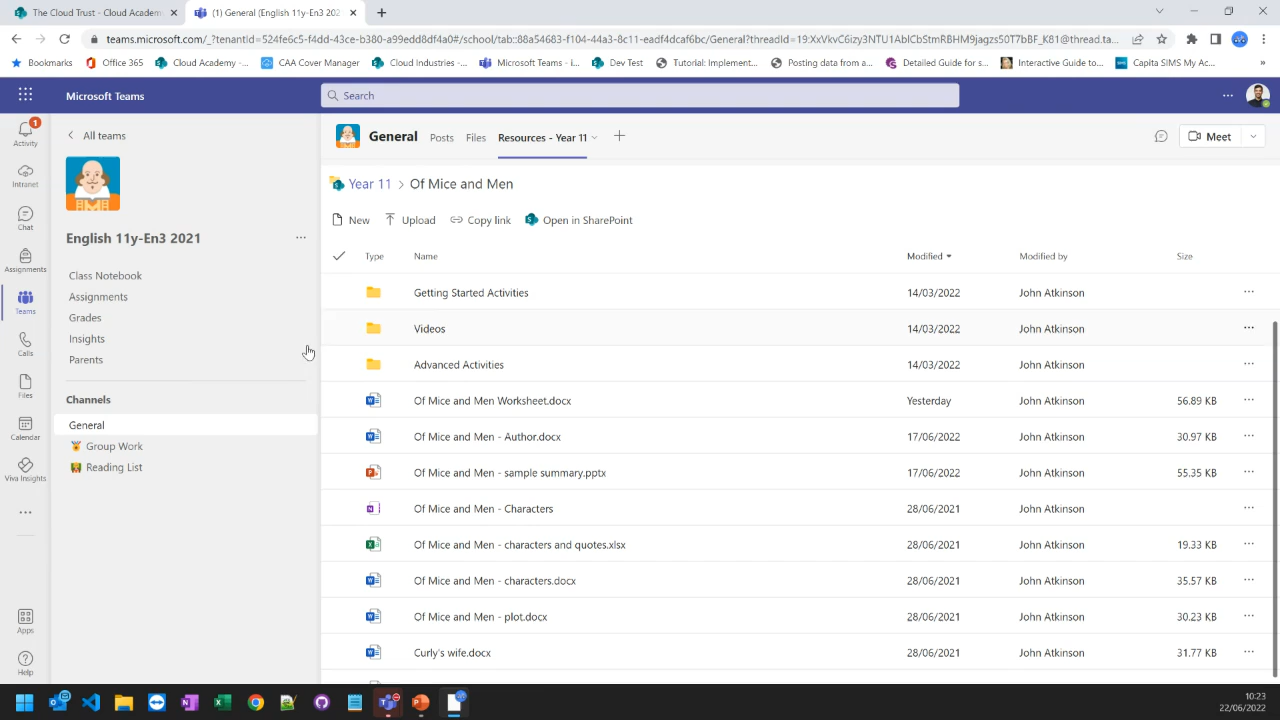 The Cloud Trust - Cloud Academ
(1) General (English 11y-En3 202
teams.microsoft.com/_?tenantId=524fe6c5-f4dd-43ce-b380-a99edd8df4a0#/school/tab::88a54683-f104-44a3-8c11-eadf4dcaf6bc/General?threadId=19:XxVkvC6izy3NTU1AblCbStmRBHM9jagzs50T7bBF_K81@thread.ta...
Bookmarks
Office 365
Cloud Academy -...
CAA Cover Manager
Cloud Industries -...
Microsoft Teams - i...
Dev Test
Tutorial: Implement...
Posting data from a...
Detailed Guide for s...
Interactive Guide to...
Capita SIMS My Ac...
»
Microsoft Teams
Search
Activity
1
Intranet
Chat
Assignments
Teams
Calls
Files
Calendar
Viva Insights
Apps
Help
All teams
English 11y-En3 2021
Class Notebook
Assignments
Grades
Insights
Parents
Channels
General
Group Work
Reading List
General Posts Files Resources - Year 11
Meet
Year 11 > Of Mice and Men
New Upload Copy link Open in SharePoint
Type Name Modified Modified by Size
Getting Started Activities 14/03/2022 John Atkinson
Videos 14/03/2022 John Atkinson
Advanced Activities 14/03/2022 John Atkinson
Of Mice and Men Worksheet.docx Yesterday John Atkinson 56.89 KB
Of Mice and Men - Author.docx 17/06/2022 John Atkinson 30.97 KB
Of Mice and Men - sample summary.pptx 17/06/2022 John Atkinson 55.35 KB
Of Mice and Men - Characters 28/06/2021 John Atkinson
Of Mice and Men - characters and quotes.xlsx 28/06/2021 John Atkinson 19.33 KB
Of Mice and Men - characters.docx 28/06/2021 John Atkinson 35.57 KB
Of Mice and Men - plot.docx 28/06/2021 John Atkinson 30.23 KB
Curly's wife.docx 28/06/2021 John Atkinson 31.77 KB
10:23
22/06/2022